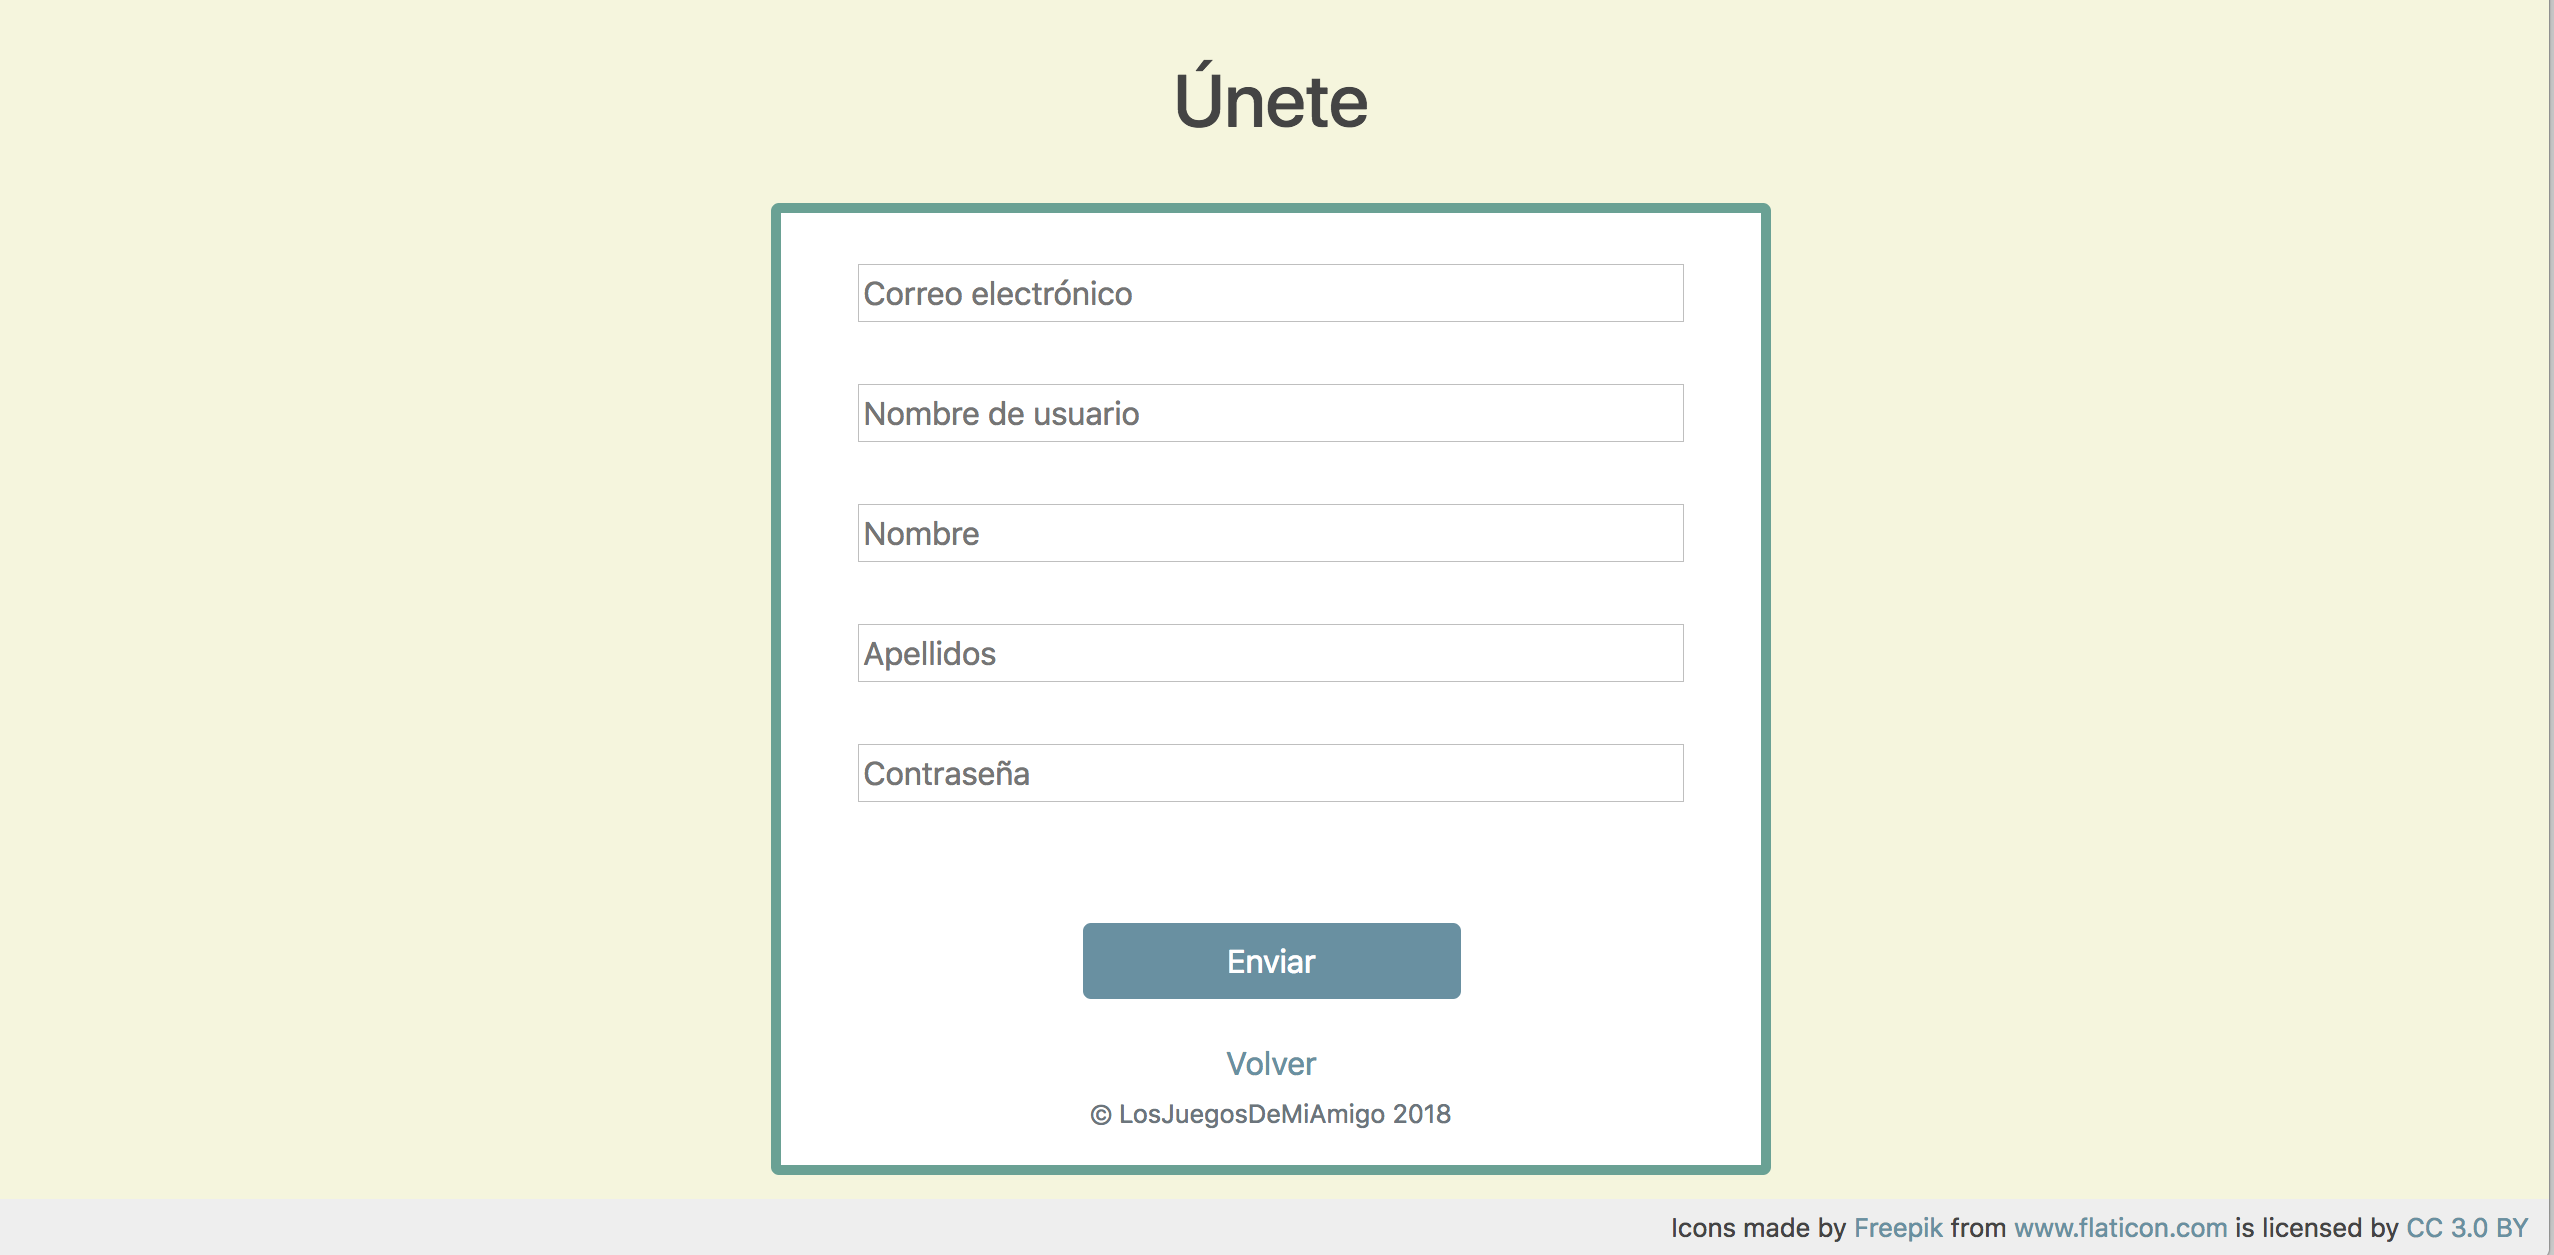 Únete
Correo electrónico
Nombre de usuario
Nombre
Apellidos
Contraseña
Enviar
Volver
© LosJuegosDeMiAmigo 2018
Icons made by Freepik from www.flaticon.com is licensed by CC 3.0 BY